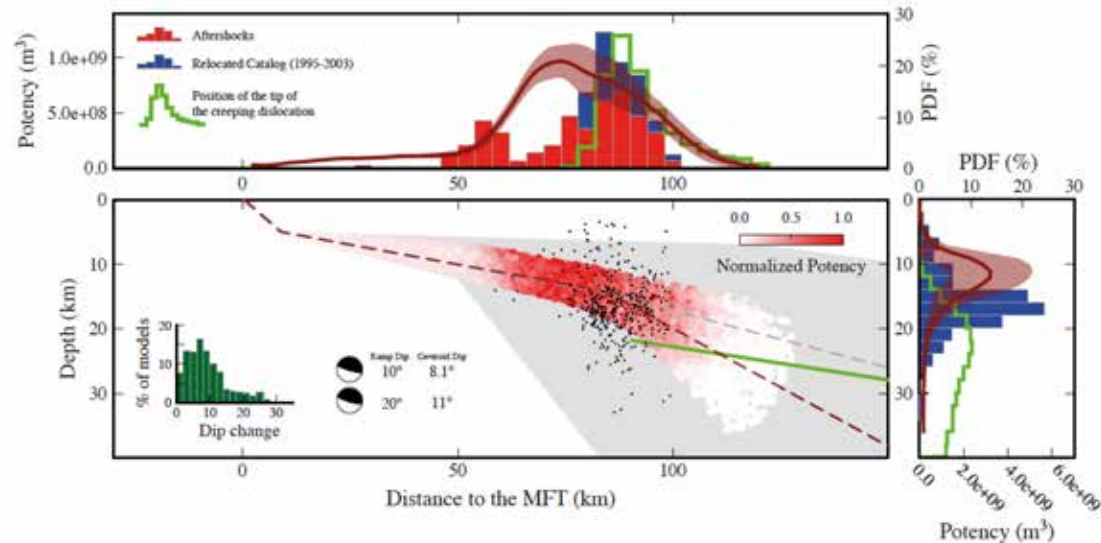 30
Aftershocks
Relocated Catalog (1995-2003)
Position of the tip of
the creeping dislocation
Potency (m³)
1.0e+09
5.0e+08
0.0
20
10
0
PDF (%)
0 50 100
PDF (%)
0 10 20 30
0
10
20
30
Depth (km)
0.0 0.5 1.0
Normalized Potency
% of models
20
10
0
0 10 20 30
Dip change
Ramp Dip Centroid Dip
10° 8.1°
20° 11°
0
10
20
30
0 50 100
Distance to the MFT (km)
0.0 2.0e+09 4.0e+09 6.0e+09
Potency (m³)